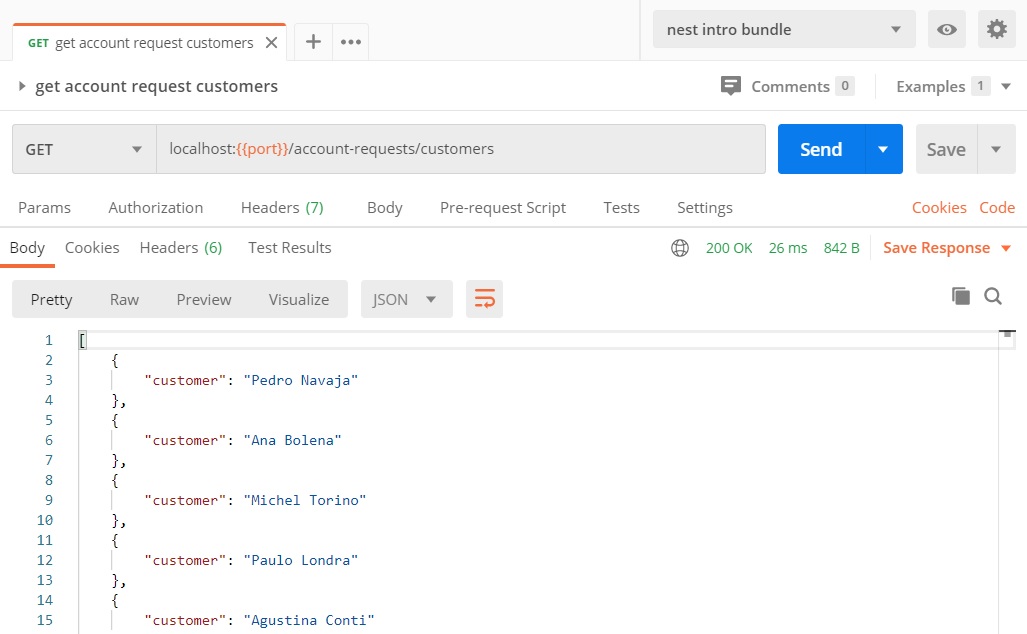 GET get account request customers
nest intro bundle
get account request customers
Comments 0
Examples 1
GET
localhost:{{port}}/account-requests/customers
Send
Save
Params Authorization Headers (7) Body Pre-request Script Tests Settings Cookies Code
Body Cookies Headers (6) Test Results 200 OK 26 ms 842 B Save Response
Pretty Raw Preview Visualize JSON
1 [
2 {
3 "customer": "Pedro Navaja"
4 },
5 {
6 "customer": "Ana Bolena"
7 },
8 {
9 "customer": "Michel Torino"
10 },
11 {
12 "customer": "Paulo Londra"
13 },
14 {
15 "customer": "Agustina Conti"